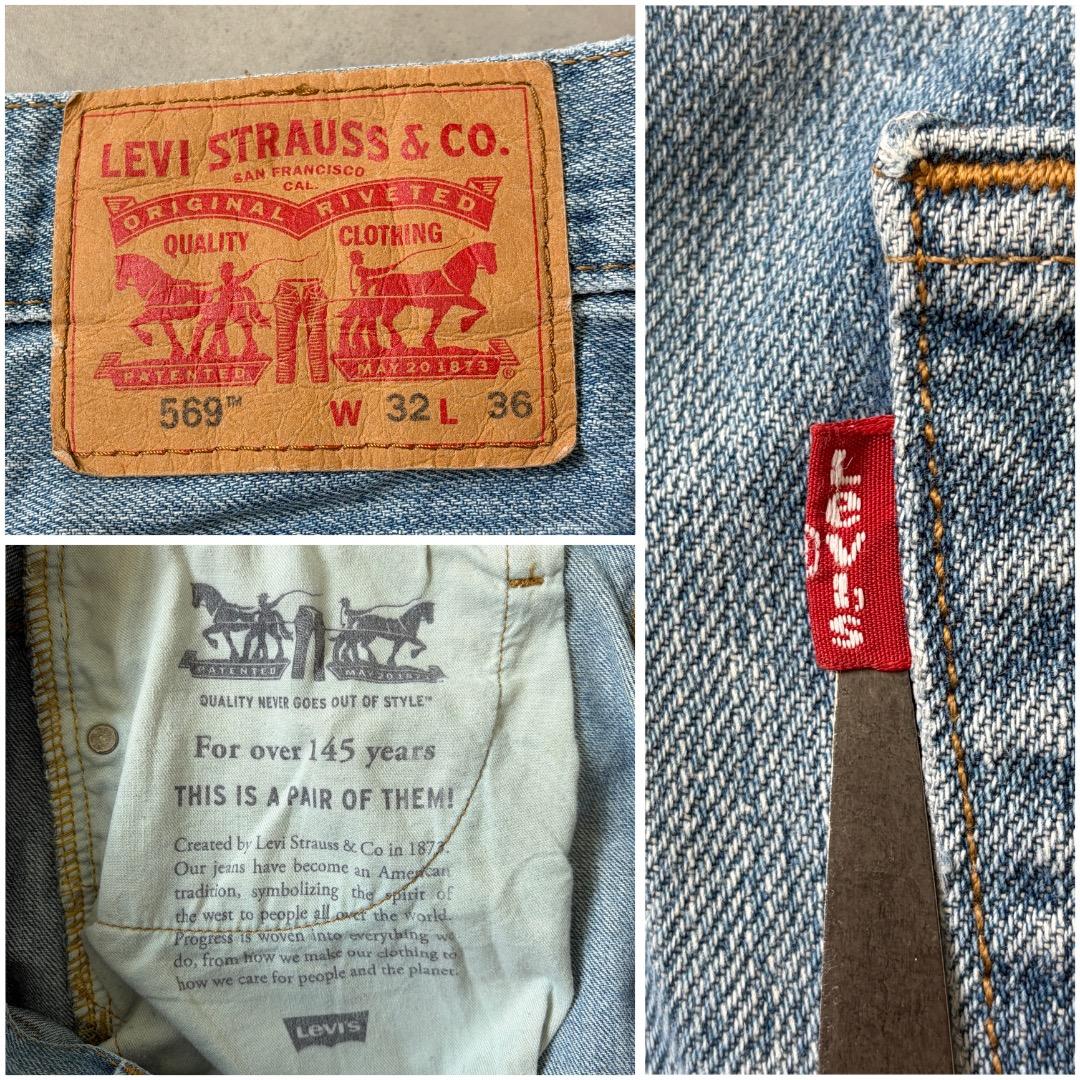 LEVI STRAUSS & CO.
SAN FRANCISCO
CAL.
ORIGINAL RIVETED
QUALITY CLOTHING
PATENTED MAY 20 1873 ®
569™ W 32 L 36
PATENTED MAY 20 1873
QUALITY NEVER GOES OUT OF STYLE™
For over 145 years
THIS IS A PAIR OF THEM!
Created by Levi Strauss & Co in 1873.
Our jeans have become an American
tradition, symbolizing the spirit of
the west to people all over the world.
Progress is woven into everything we
do, from how we make our clothing to
how we care for people and the planet.
LEVI'S
LeVI'S
®